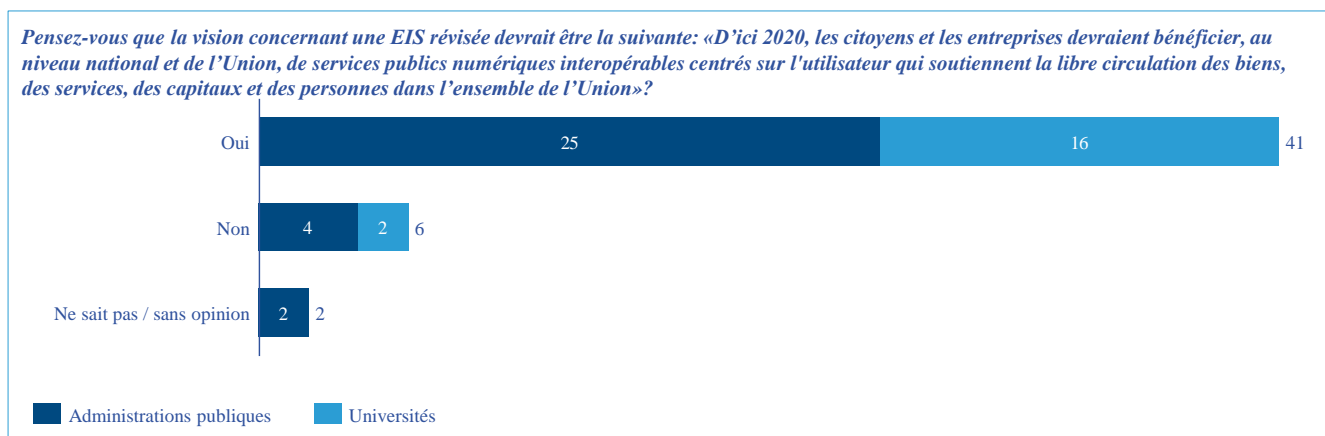 Pensez-vous que la vision concernant une EIS révisée devrait être la suivante: «D’ici 2020, les citoyens et les entreprises devraient bénéficier, au
niveau national et de l’Union, de services publics numériques interopérables centrés sur l'utilisateur qui soutiennent la libre circulation des biens,
des services, des capitaux et des personnes dans l’ensemble de l’Union»?
Oui 25 16 41
Non 4 2 6
Ne sait pas / sans opinion 2 2
Administrations publiques Universités